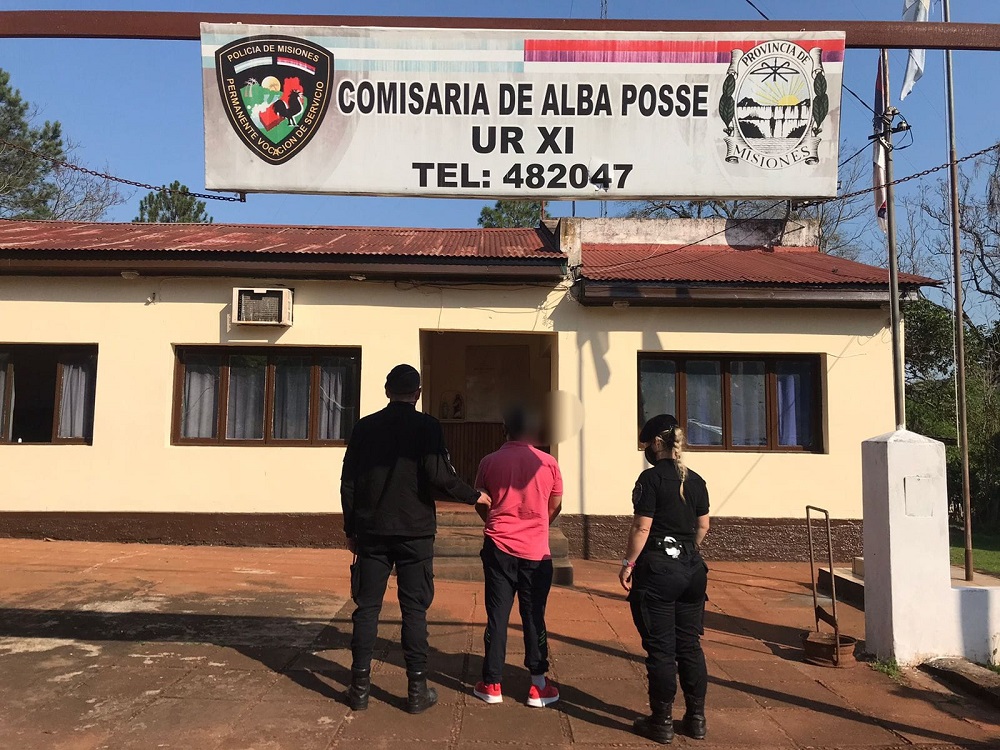 POLICIA DE MISIONES
PERMANENTE VOCACION DE SERVICIO
COMISARIA DE ALBA POSSE
UR XI
TEL: 482047
PROVINCIA DE
MISIONES